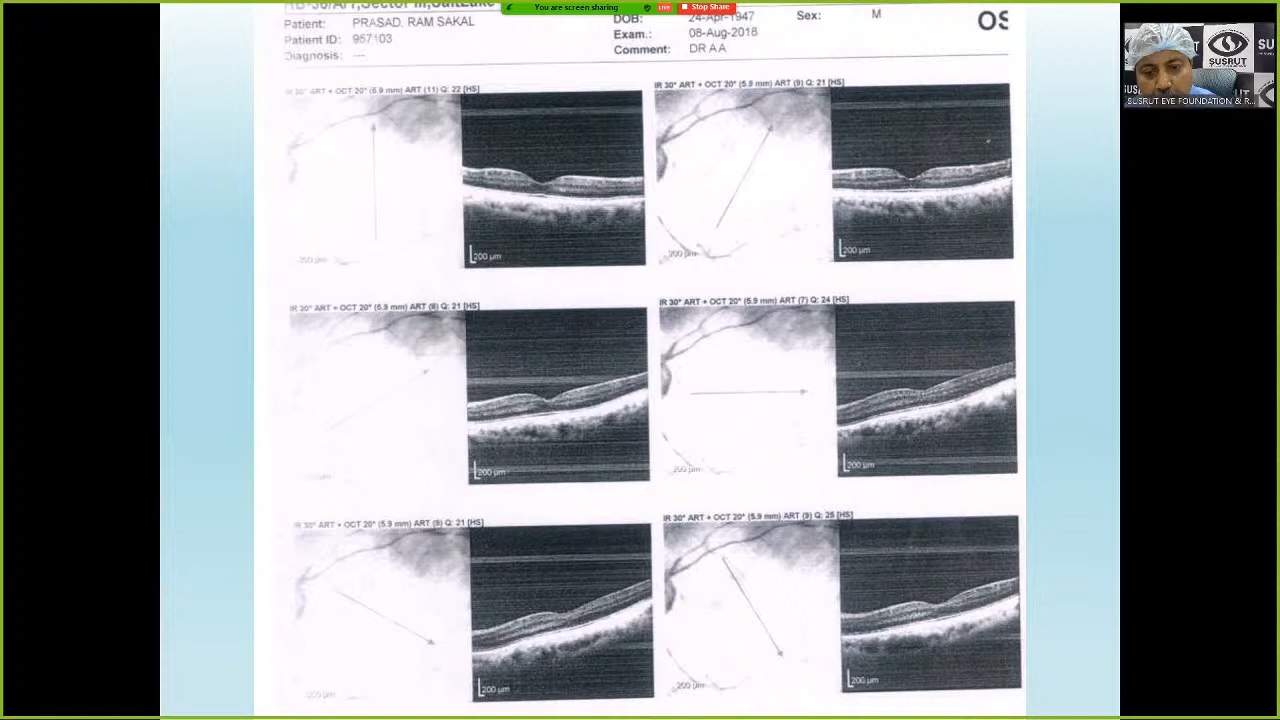 You are screen sharing
LIVE
Stop Share
Patient: PRASAD, RAM SAKAL
Patient ID: 957103
Diagnosis: ---
DOB: 24-Apr-1947
Sex: M
Exam.: 08-Aug-2018
Comment: DR A A
OS
IR 30° ART + OCT 20° (5.9 mm) ART (11) Q: 22 [HS]
200 µm
200 µm
IR 30° ART + OCT 20° (5.9 mm) ART (9) Q: 21 [HS]
200 µm
200 µm
IR 30° ART + OCT 20° (5.9 mm) ART (8) Q: 21 [HS]
200 µm
200 µm
IR 30° ART + OCT 20° (5.9 mm) ART (7) Q: 24 [HS]
200 µm
200 µm
IR 30° ART + OCT 20° (5.9 mm) ART (9) Q: 21 [HS]
200 µm
200 µm
IR 30° ART + OCT 20° (5.9 mm) ART (9) Q: 25 [HS]
200 µm
200 µm
SUSRUT
SUSRUT EYE FOUNDATION & R...